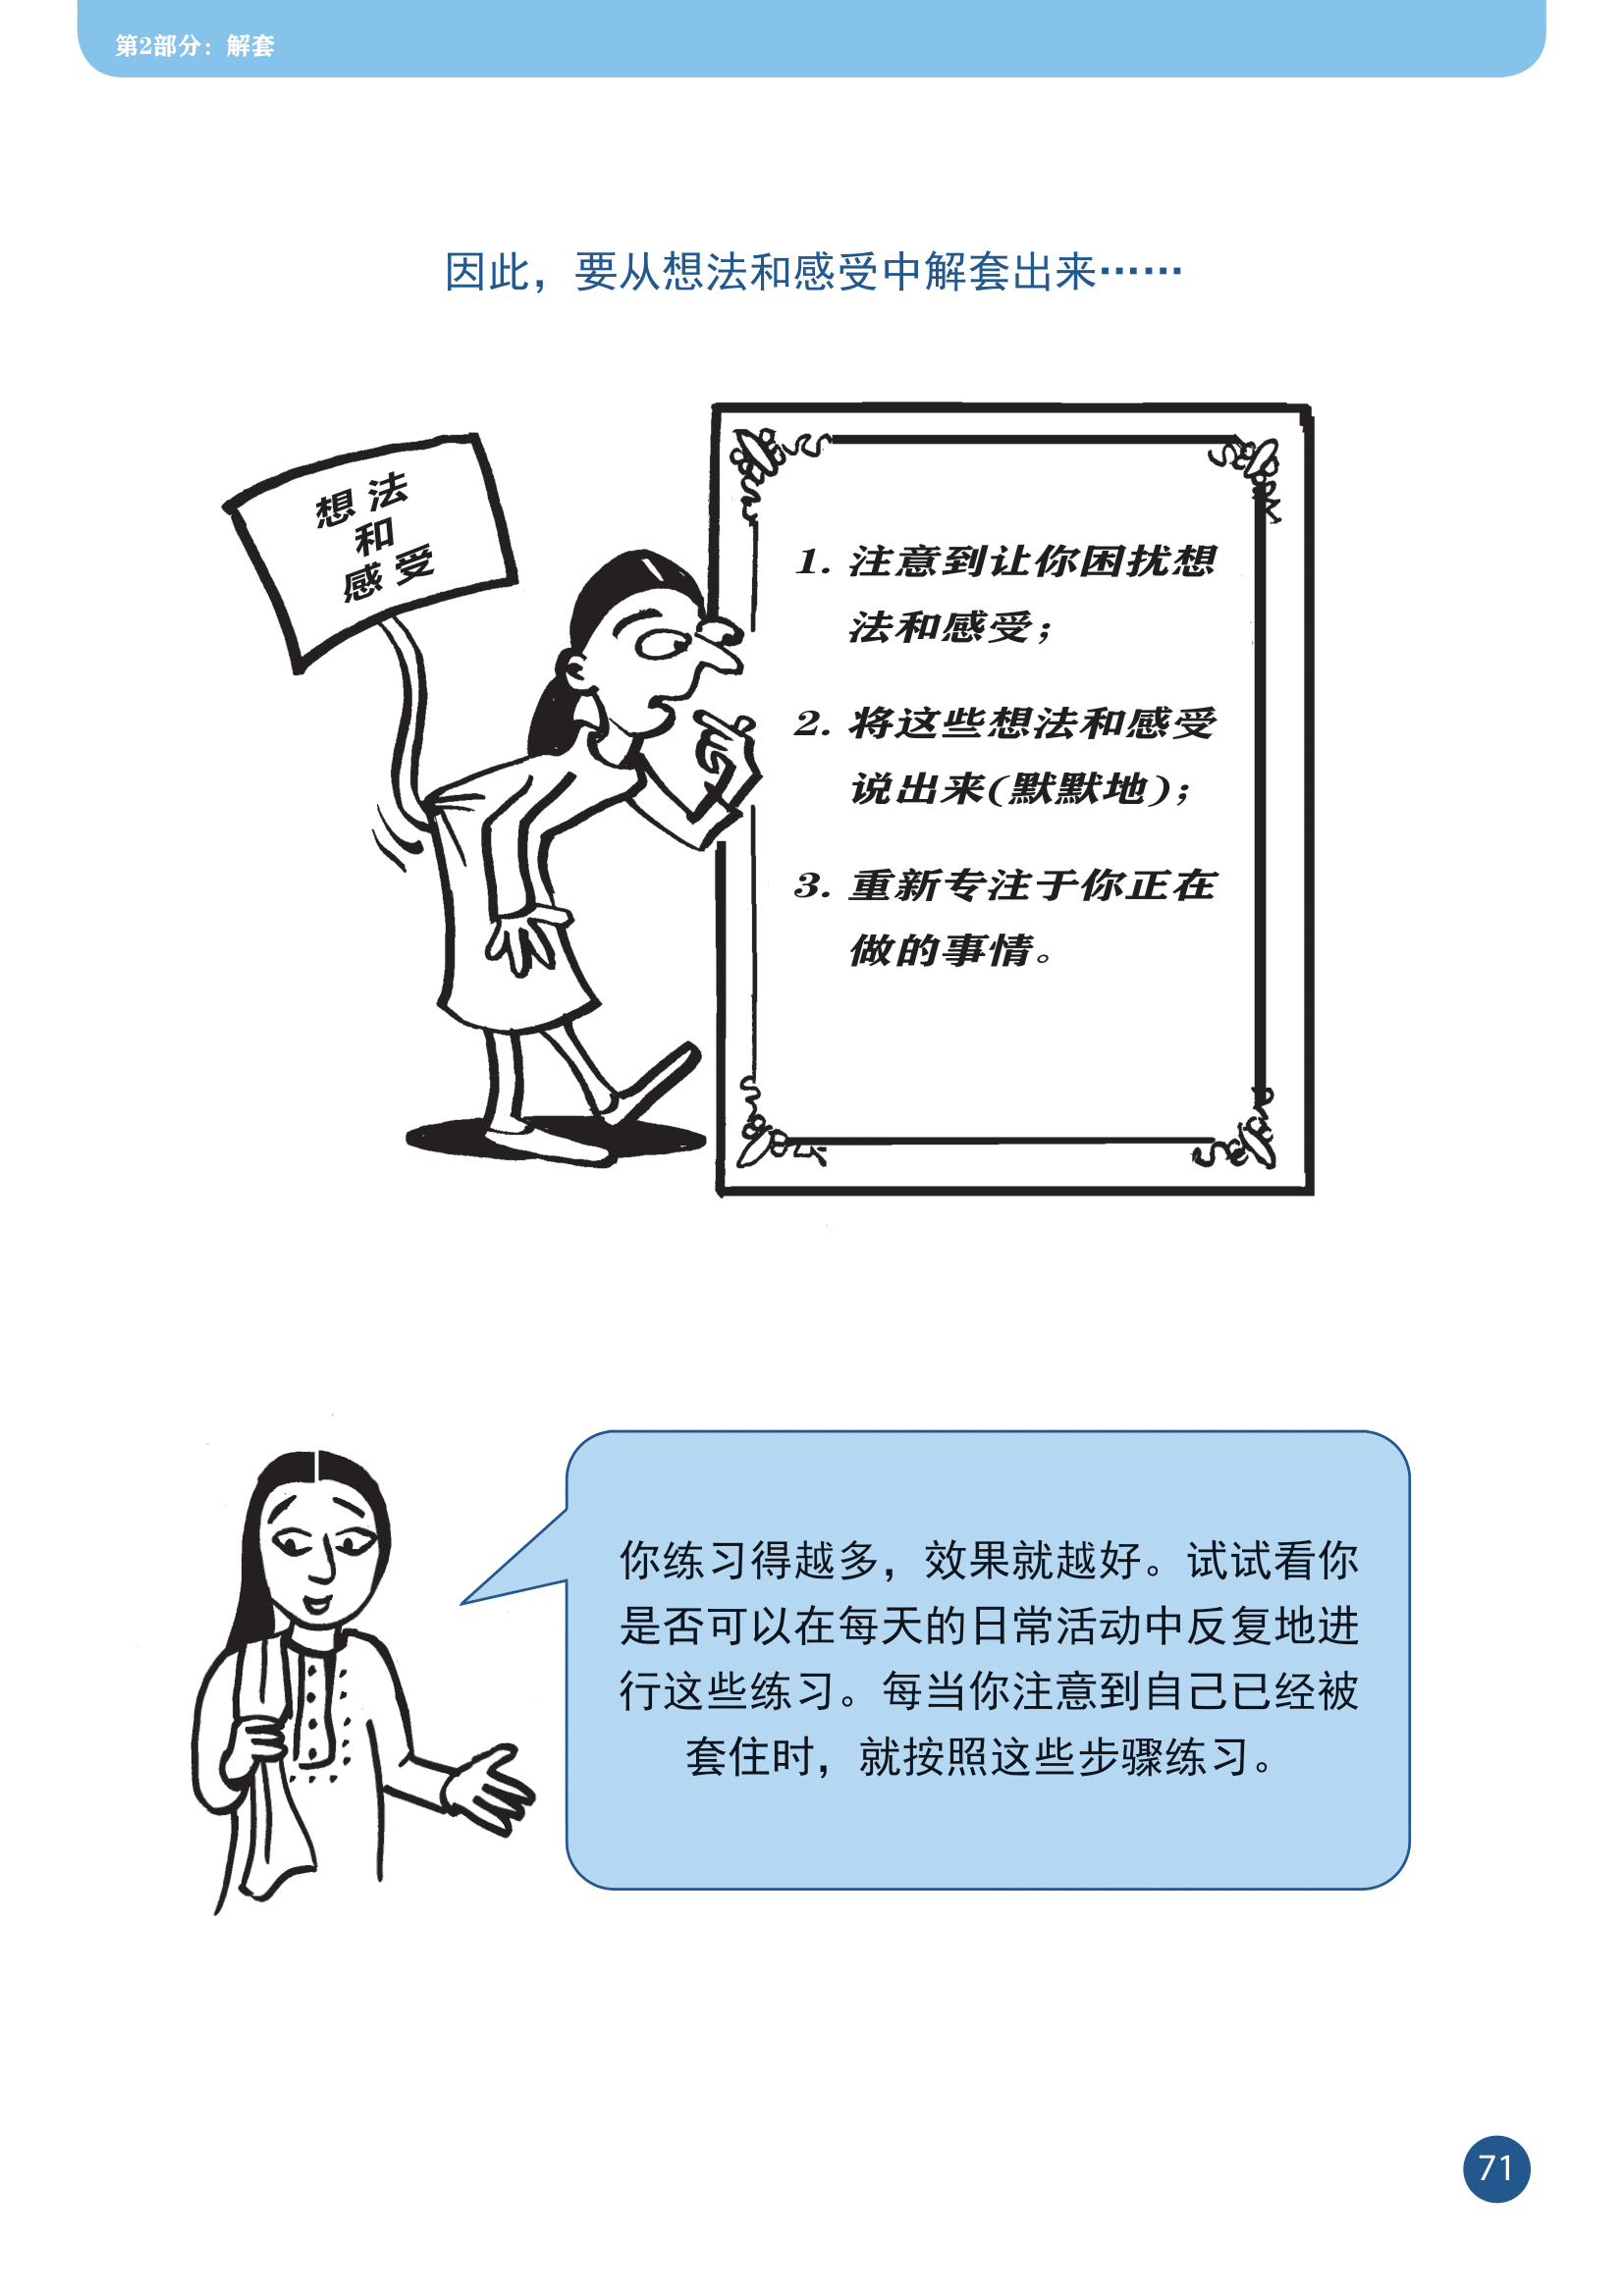 第2部分：解套
因此，要从想法和感受中解套出来……
想法
和
感受
1. 注意到让你困扰想
法和感受；
2. 将这些想法和感受
说出来(默默地)；
3. 重新专注于你正在
做的事情。
你练习得越多，效果就越好。试试看你
是否可以在每天的日常活动中反复地进
行这些练习。每当你注意到自己已经被
套住时，就按照这些步骤练习。
71